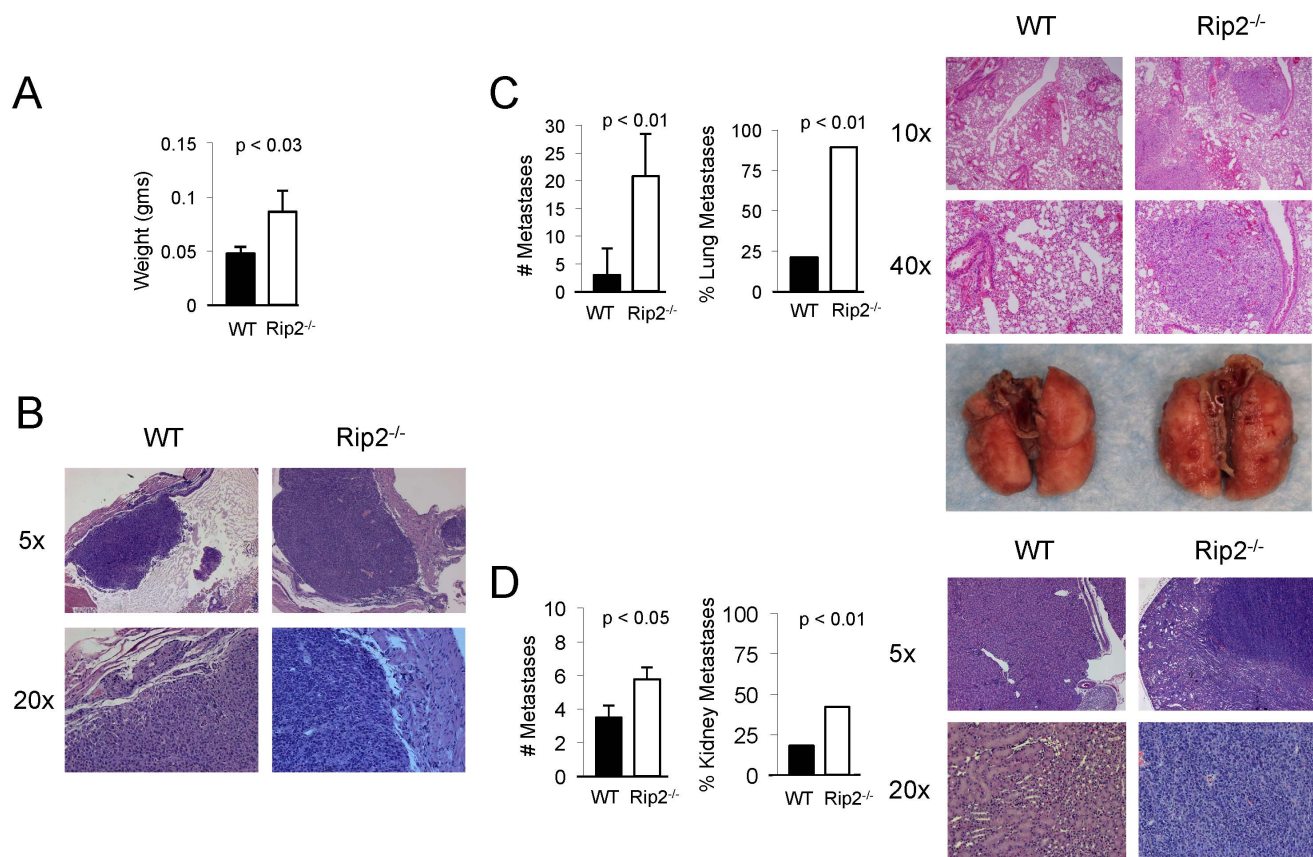 A
Weight (gms)
0.15
0.1
0.05
0
p < 0.03
WT Rip2-/-
B
WT Rip2-/-
5x
20x
C
# Metastases
30
25
20
15
10
5
0
p < 0.01
WT Rip2-/-
% Lung Metastases
100
75
50
25
0
p < 0.01
WT Rip2-/-
WT Rip2-/-
10x
40x
D
# Metastases
10
8
6
4
2
0
p < 0.05
WT Rip2-/-
% Kidney Metastases
100
75
50
25
0
p < 0.01
WT Rip2-/-
WT Rip2-/-
5x
20x